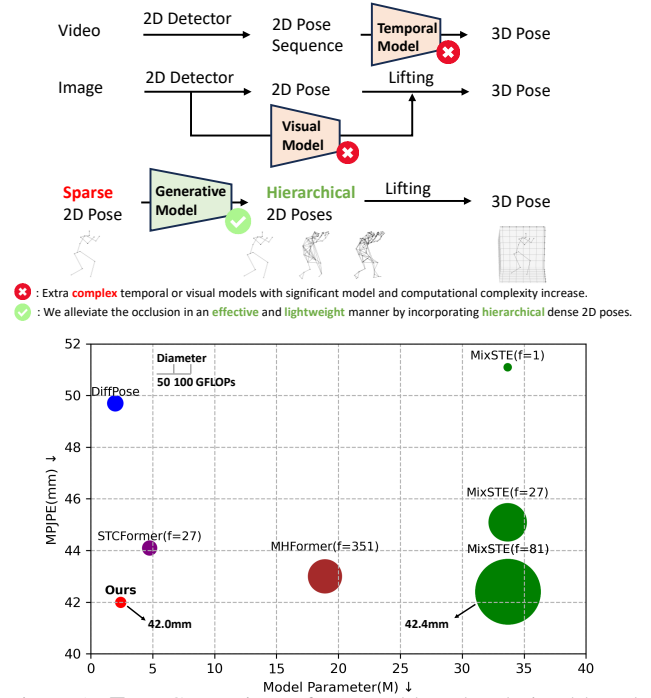 Video 2D Detector 2D Pose Sequence Temporal Model 3D Pose
Image 2D Detector 2D Pose Lifting 3D Pose
Visual Model
Sparse 2D Pose Generative Model Hierarchical 2D Poses Lifting 3D Pose
: Extra complex temporal or visual models with significant model and computational complexity increase.
: We alleviate the occlusion in an effective and lightweight manner by incorporating hierarchical dense 2D poses.
52
50
48
46
44
42
40
MPJPE(mm) ↓
Diameter
50 100 GFLOPs
MixSTE(f=1)
DiffPose
MixSTE(f=27)
STCFormer(f=27)
MHFormer(f=351)
MixSTE(f=81)
Ours
42.0mm
42.4mm
0 5 10 15 20 25 30 35 40
Model Parameter(M) ↓